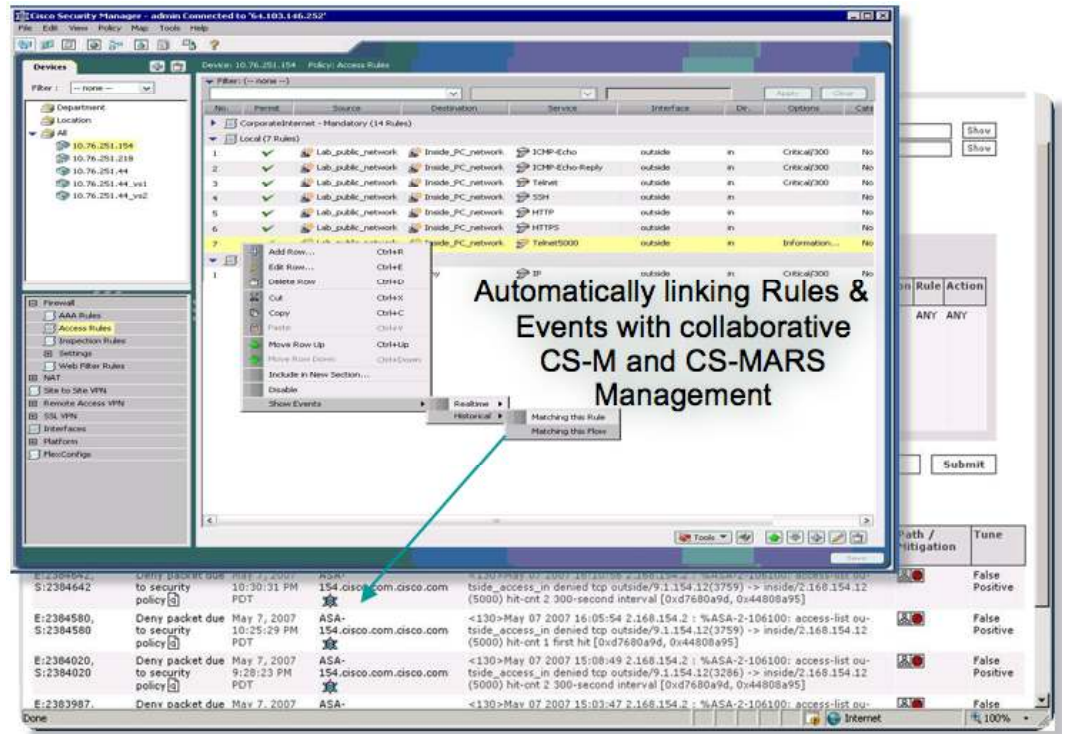 Cisco Security Manager - admin Connected to '64.103.146.252'
File Edit View Policy Map Tools Help
Devices
Device: 10.76.251.154 Policy: Access Rules
Filter : -- none --
Filter: (-- none --)
Apply Clear
Department
Location
All
10.76.251.154
10.76.251.219
10.76.251.44
10.76.251.44_vs1
10.76.251.44_vs2
No. Permit Source Destination Service Interface Dir. Options Cate
CorporateInternet - Mandatory (14 Rules)
Local (7 Rules)
1 Lab_public_network Inside_PC_network ICMP-Echo outside in Critical/300 No
2 Lab_public_network Inside_PC_network ICMP-Echo-Reply outside in Critical/300 No
3 Lab_public_network Inside_PC_network Telnet outside in Critical/300 No
4 Lab_public_network Inside_PC_network SSH outside in No
5 Lab_public_network Inside_PC_network HTTP outside in No
6 Lab_public_network Inside_PC_network HTTPS outside in No
7 Inside_PC_network Telnet5000 outside in Information... No
1 IP outside in Critical/300 No
Add Row... Ctrl+R
Edit Row... Ctrl+E
Delete Row Ctrl+D
Cut Ctrl+X
Copy Ctrl+C
Paste Ctrl+V
Move Row Up Ctrl+Up
Move Row Down Ctrl+Down
Include in New Section...
Disable
Show Events
Realtime
Historical
Matching this Rule
Matching this Flow
Automatically linking Rules &
Events with collaborative
CS-M and CS-MARS
Management
Firewall
AAA Rules
Access Rules
Inspection Rules
Settings
Web Filter Rules
NAT
Site to Site VPN
Remote Access VPN
SSL VPN
Interfaces
Platform
FlexConfigs
Tools
Save
Show
Show
on Rule Action
ANY ANY
Submit
Path /
Mitigation
Tune
E:2384642,
S:2384642
Deny packet due
to security
policy
May 7, 2007
10:30:31 PM
PDT
ASA-
154.cisco.com.cisco.com
<130>May 07 2007 16:10:56 2.168.154.2 : %ASA-2-106100: access-list ou-
tside_access_in denied tcp outside/9.1.154.12(3759) -> inside/2.168.154.12
(5000) hit-cnt 2 300-second interval [0xd7680a9d, 0x44808a95]
False
Positive
E:2384580,
S:2384580
Deny packet due
to security
policy
May 7, 2007
10:25:29 PM
PDT
ASA-
154.cisco.com.cisco.com
<130>May 07 2007 16:05:54 2.168.154.2 : %ASA-2-106100: access-list ou-
tside_access_in denied tcp outside/9.1.154.12(3759) -> inside/2.168.154.12
(5000) hit-cnt 1 first hit [0xd7680a9d, 0x44808a95]
False
Positive
E:2384020,
S:2384020
Deny packet due
to security
policy
May 7, 2007
9:28:23 PM
PDT
ASA-
154.cisco.com.cisco.com
<130>May 07 2007 15:08:49 2.168.154.2 : %ASA-2-106100: access-list ou-
tside_access_in denied tcp outside/9.1.154.12(3286) -> inside/2.168.154.12
(5000) hit-cnt 2 300-second interval [0xd7680a9d, 0x44808a95]
False
Positive
E:2383987,
Deny packet due
May 7, 2007
ASA-
<130>May 07 2007 15:03:47 2.168.154.2 : %ASA-2-106100: access-list ou-
False
Done
Internet
100%